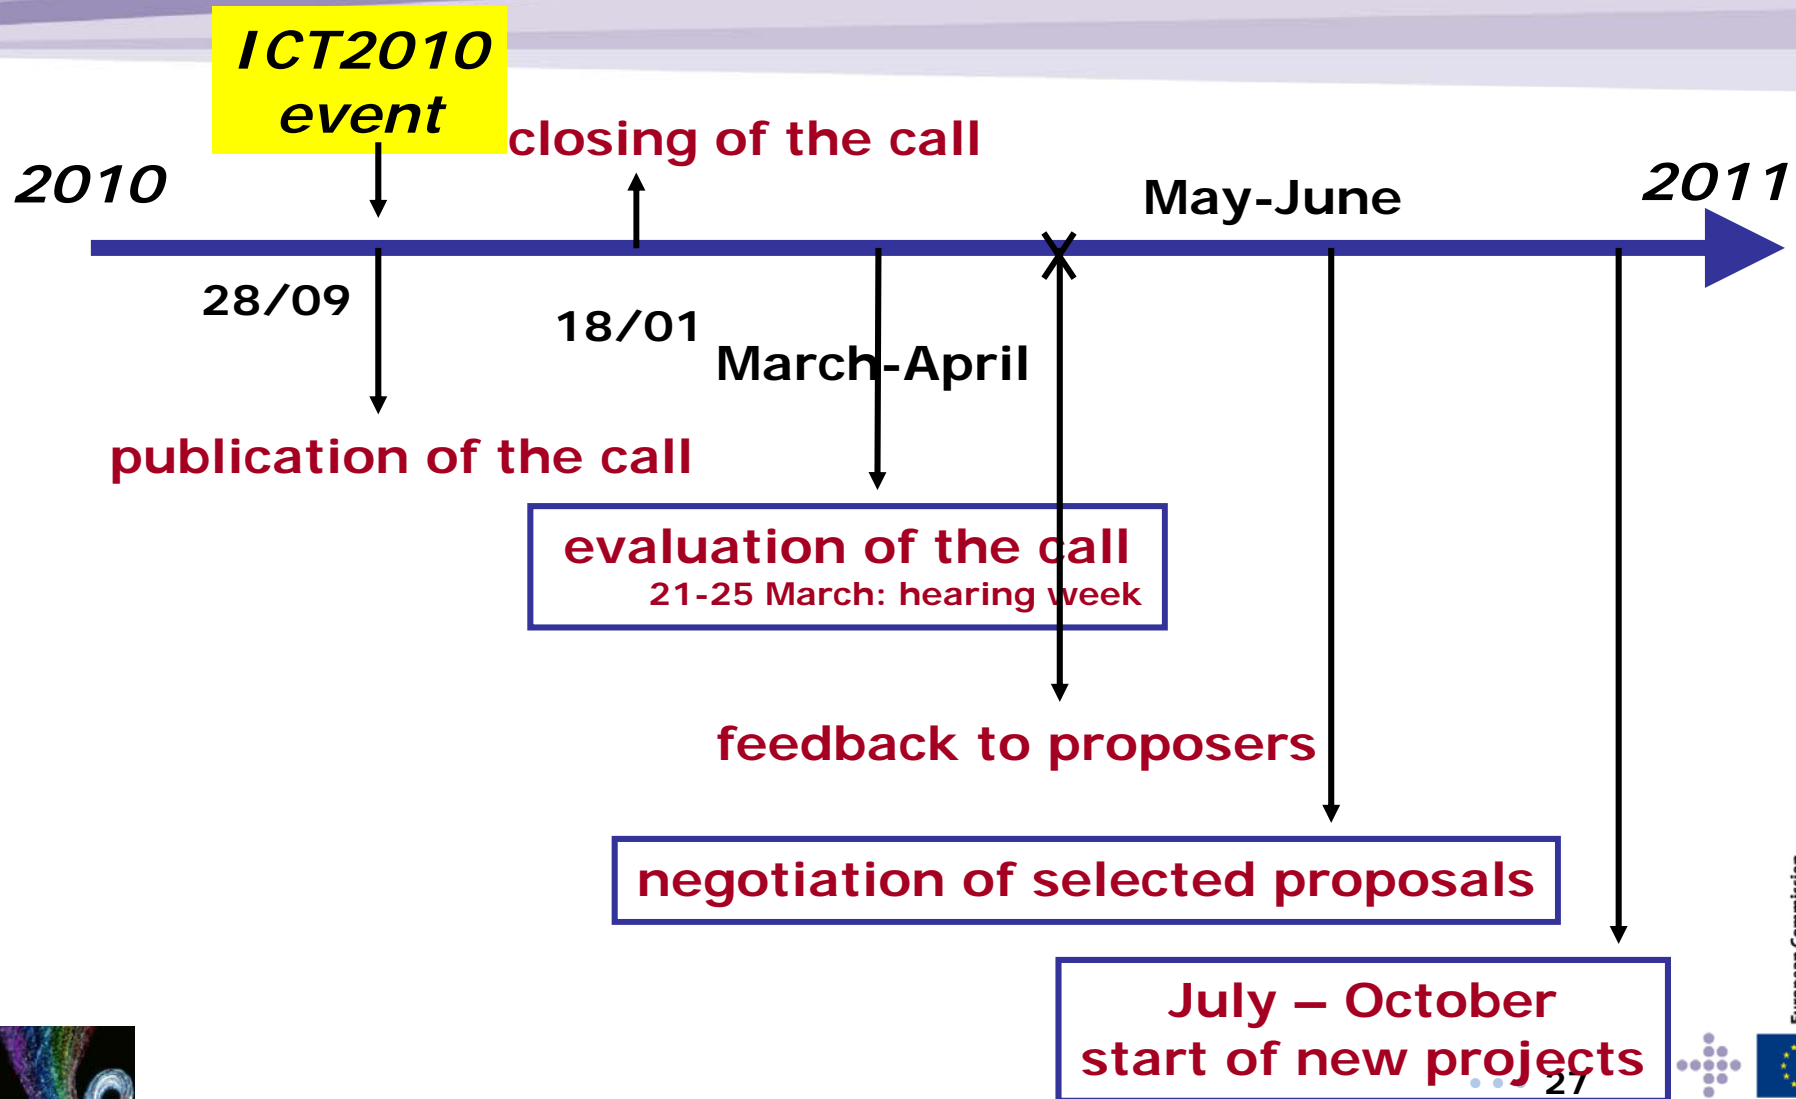 ICT2010
event
closing of the call
2010
May-June
2011
28/09
18/01
March-April
publication of the call
evaluation of the call
21-25 March: hearing week
feedback to proposers
negotiation of selected proposals
July – October
start of new projects
27
European Commission